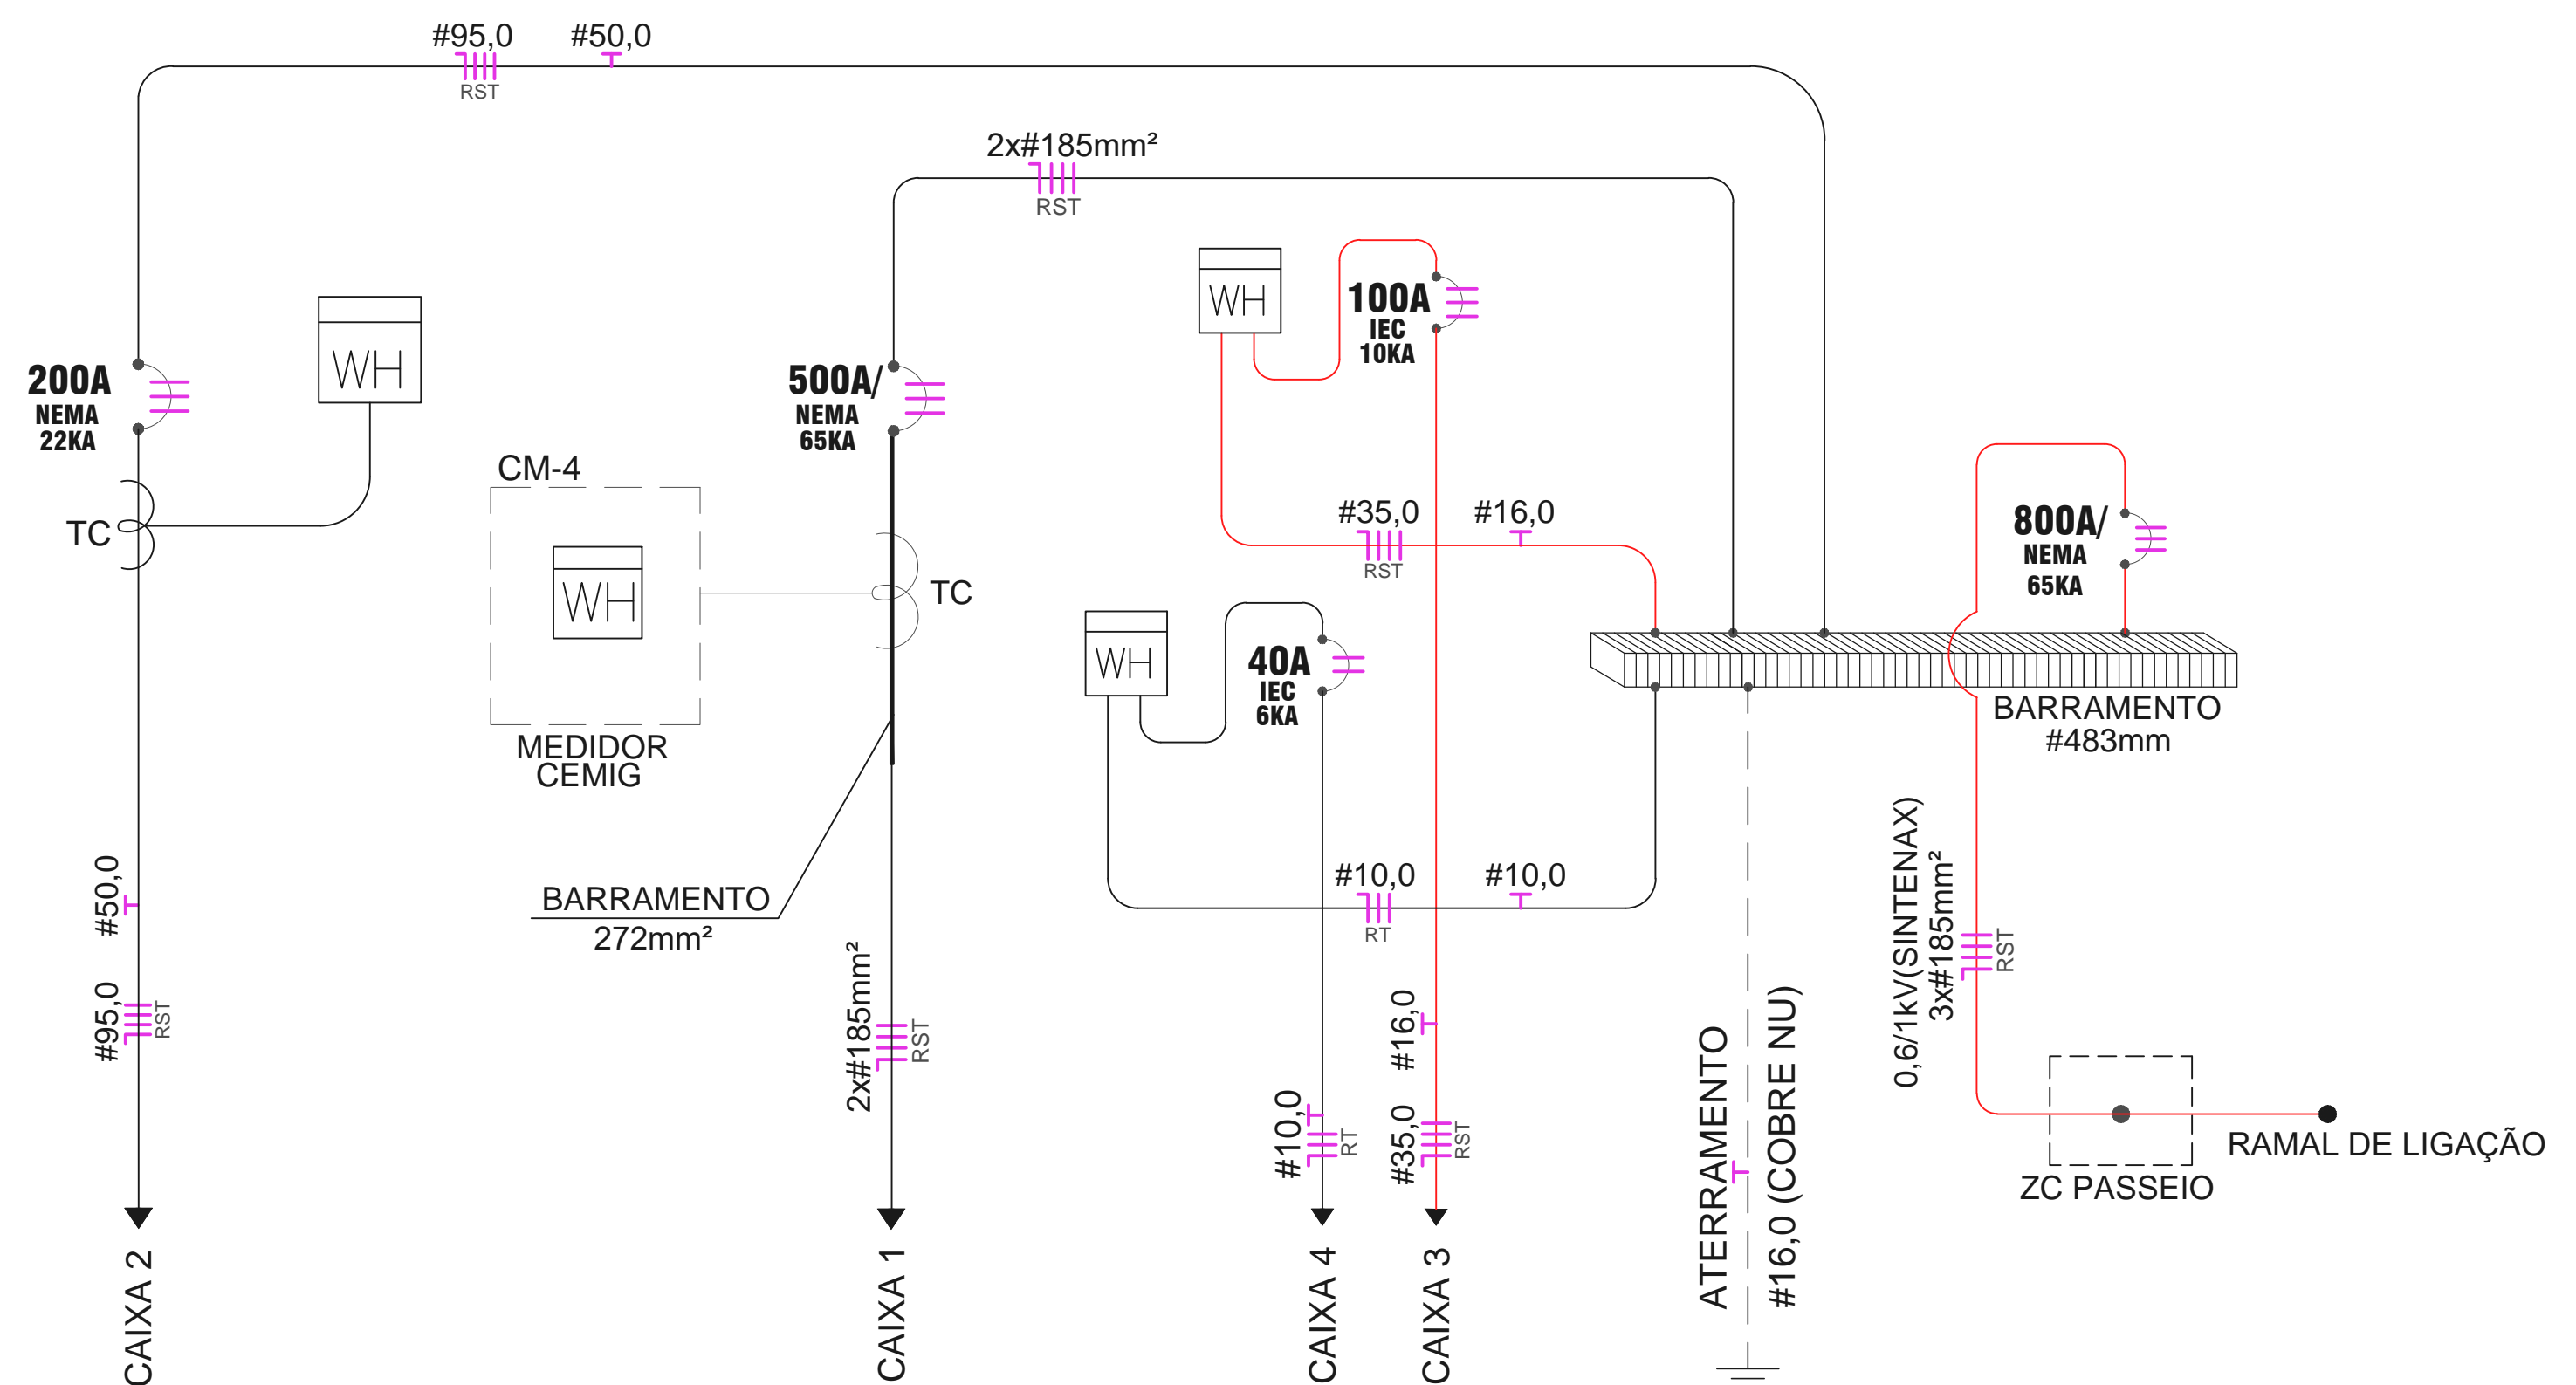 #95,0
#50,0
RST
2x#185mm²
RST
WH
100A
IEC
10KA
WH
200A
NEMA
22KA
500A/
NEMA
65KA
CM-4
TC
WH
TC
MEDIDOR
CEMIG
#35,0
#16,0
RST
800A/
NEMA
65KA
WH
40A
IEC
6KA
BARRAMENTO
#483mm
BARRAMENTO
272mm²
#10,0
#10,0
RT
#50,0
#95,0
RST
2x#185mm²
RST
#10,0
RT
#16,0
#35,0
RST
ATERRAMENTO
#16,0 (COBRE NU)
0,6/1kV(SINTENAX)
3x#185mm²
RST
RAMAL DE LIGAÇÃO
ZC PASSEIO
CAIXA 2
CAIXA 1
CAIXA 4
CAIXA 3